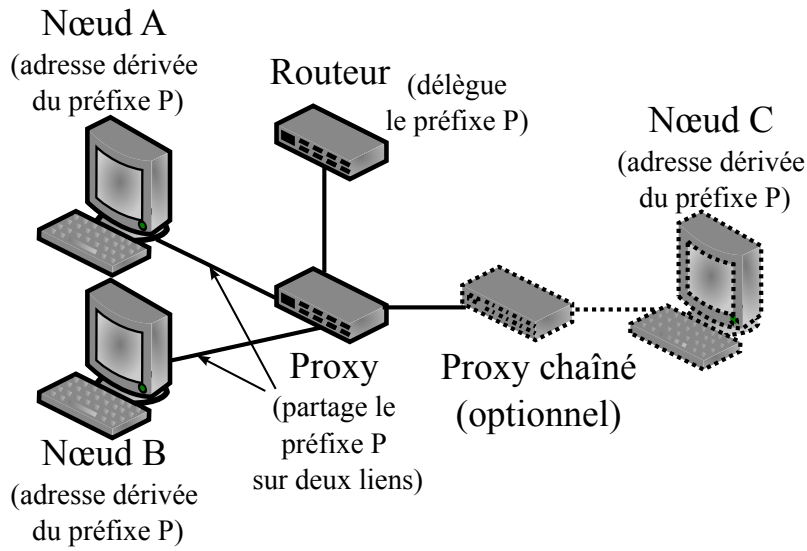 Nœud A
(adresse dérivée
du préfixe P)
Routeur
(délègue
le préfixe P)
Nœud C
(adresse dérivée
du préfixe P)
Proxy
(partage le
préfixe P
sur deux liens)
Proxy chaîné
(optionnel)
Nœud B
(adresse dérivée
du préfixe P)